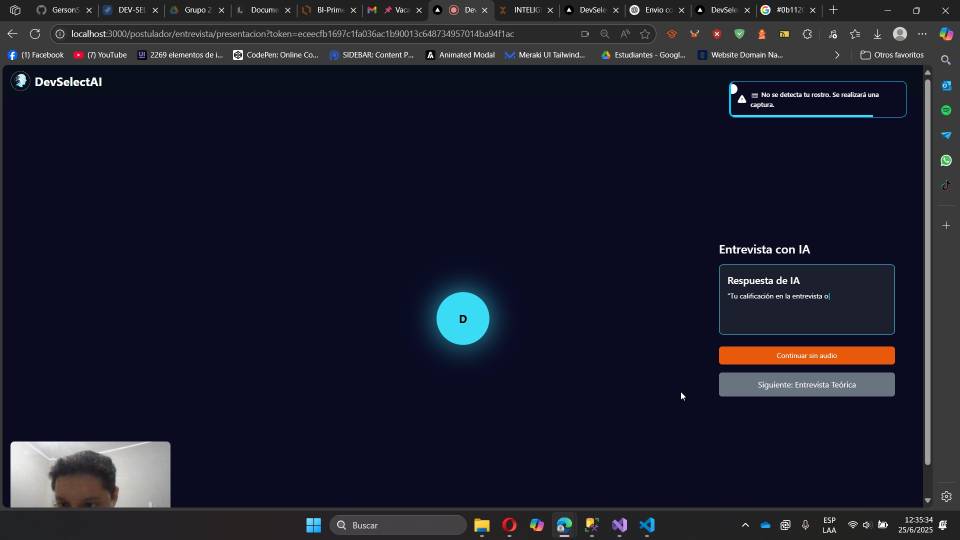 GersonS
DEV-SEL
Grupo 2
Docume
BI-Prime
Vaca
De
INTELIG
DevSele
Envio co
DevSele
#0b112
localhost:3000/postulador/entrevista/presentacion?token=ececfb1697c1fa036ac1b90013c648734957014ba94f1ac
(1) Facebook
(7) YouTube
2269 elementos de i...
CodePen: Online Co...
SIDEBAR: Content P...
Animated Modal
Meraki UI Tailwind...
Estudiantes - Googl...
Website Domain Na...
Otros favoritos
DevSelectAI
No se detecta tu rostro. Se realizará una
captura.
Entrevista con IA
Respuesta de IA
"Tu calificación en la entrevista o
D
Continuar sin audio
Siguiente: Entrevista Teórica
Buscar
ESP
LAA
12:35:34
25/6/2025